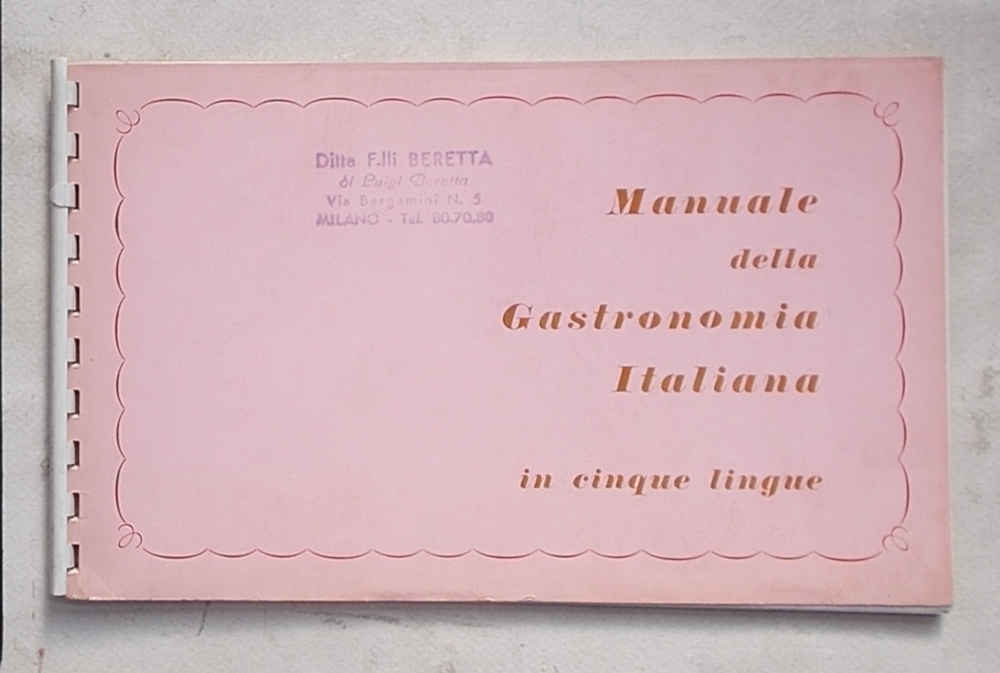 Ditta F.lli BERETTA
di Luigi Beretta
Via Bergamini N. 5
MILANO - Tel. 80.70.80
Manuale
della
Gastronomia
Italiana
in cinque lingue